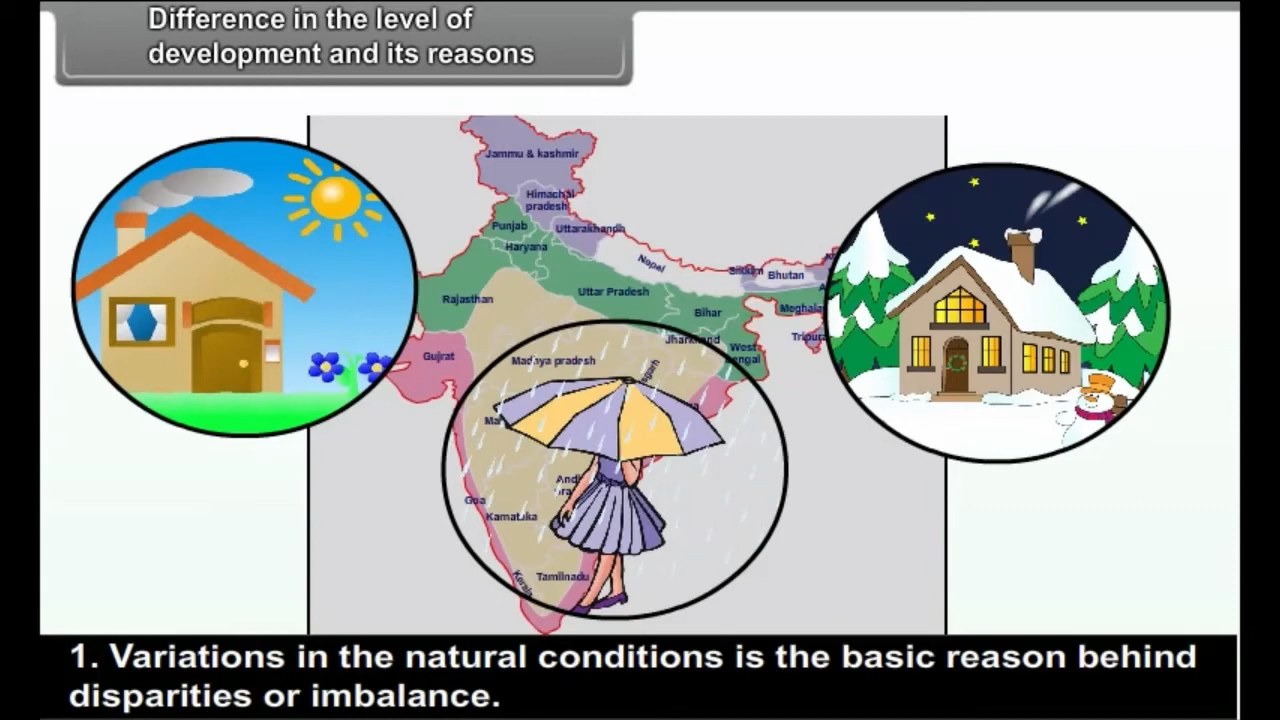 Difference in the level of
development and its reasons
Jammu & kashmir
Himachal
pradesh
Punjab
Uttarakhandh
Haryana
Nepal
Sikkim
Bhutan
Rajasthan
Uttar Pradesh
Bihar
Meghala
Jharkhand
Tripura
West
Bengal
Gujrat
Madhya pradesh
Goa
Karnataka
Kerala
Tamilnadu
1. Variations in the natural conditions is the basic reason behind
disparities or imbalance.